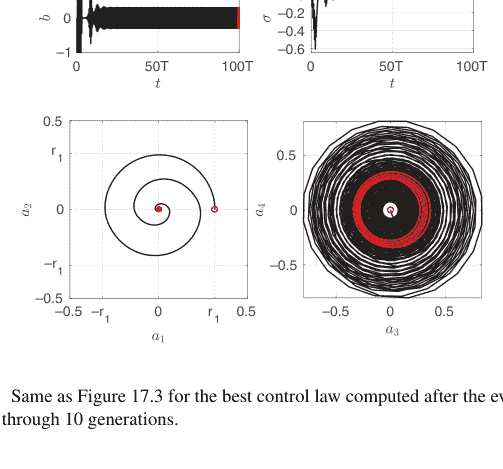 b
0
−1
0
50T
100T
t
σ
−0.2
−0.4
−0.6
0
50T
100T
t
0.5
r1
0
−r1
−0.5
a2
−0.5
−r1
0
r1
0.5
a1
0.5
0
−0.5
a4
−0.5
0
0.5
a3
Same as Figure 17.3 for the best control law computed after the
through 10 generations.